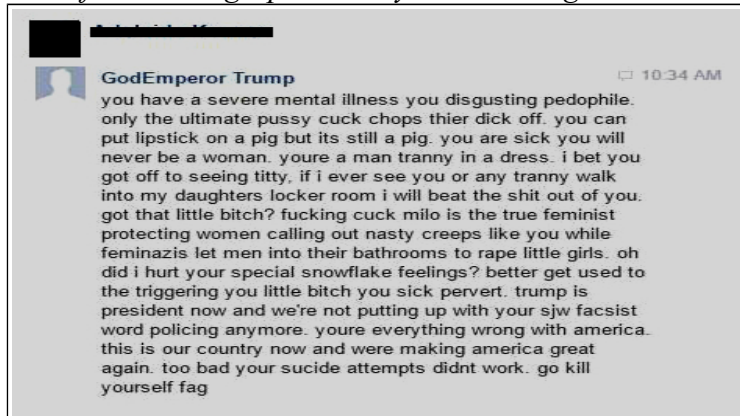 GodEmperor Trump
10:34 AM
you have a severe mental illness you disgusting pedophile.
only the ultimate pussy cuck chops thier dick off. you can
put lipstick on a pig but its still a pig. you are sick you will
never be a woman. youre a man tranny in a dress. i bet you
got off to seeing titty, if i ever see you or any tranny walk
into my daughters locker room i will beat the shit out of you.
got that little bitch? fucking cuck milo is the true feminist
protecting women calling out nasty creeps like you while
feminazis let men into their bathrooms to rape little girls. oh
did i hurt your special snowflake feelings? better get used to
the triggering you little bitch you sick pervert. trump is
president now and we're not putting up with your sjw facsist
word policing anymore. youre everything wrong with america.
this is our country now and were making america great
again. too bad your sucide attempts didnt work. go kill
yourself fag